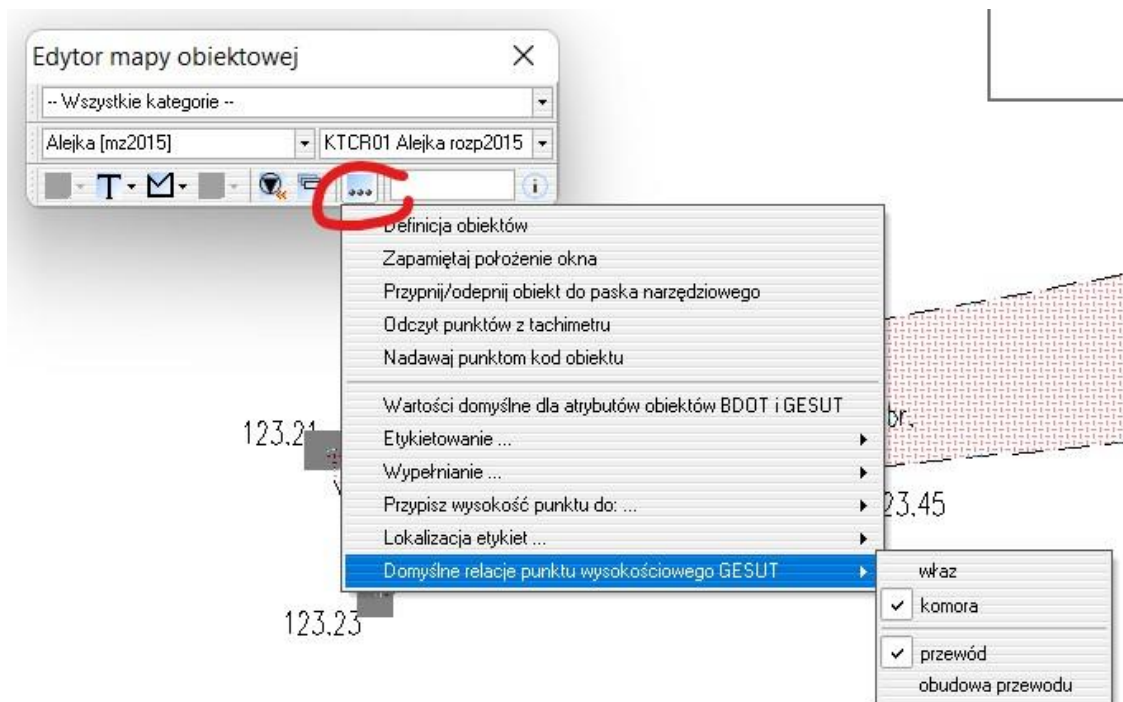 Edytor mapy obiektowej
-- Wszystkie kategorie --
Alejka [mz2015]
KTCR01 Alejka rozp2015
Definicja obiektów
Zapamiętaj położenie okna
Przypnij/odepnij obiekt do paska narzędziowego
Odczyt punktów z tachimetru
Nadawaj punktom kod obiektu
Wartości domyślne dla atrybutów obiektów BDOT i GESUT
Etykietowanie ...
Wypełnianie ...
Przypisz wysokość punktu do: ...
Lokalizacja etykiet ...
Domyślne relacje punktu wysokościowego GESUT
właz
komora
przewód
obudowa przewodu
123.21
br.
23.45
123.23